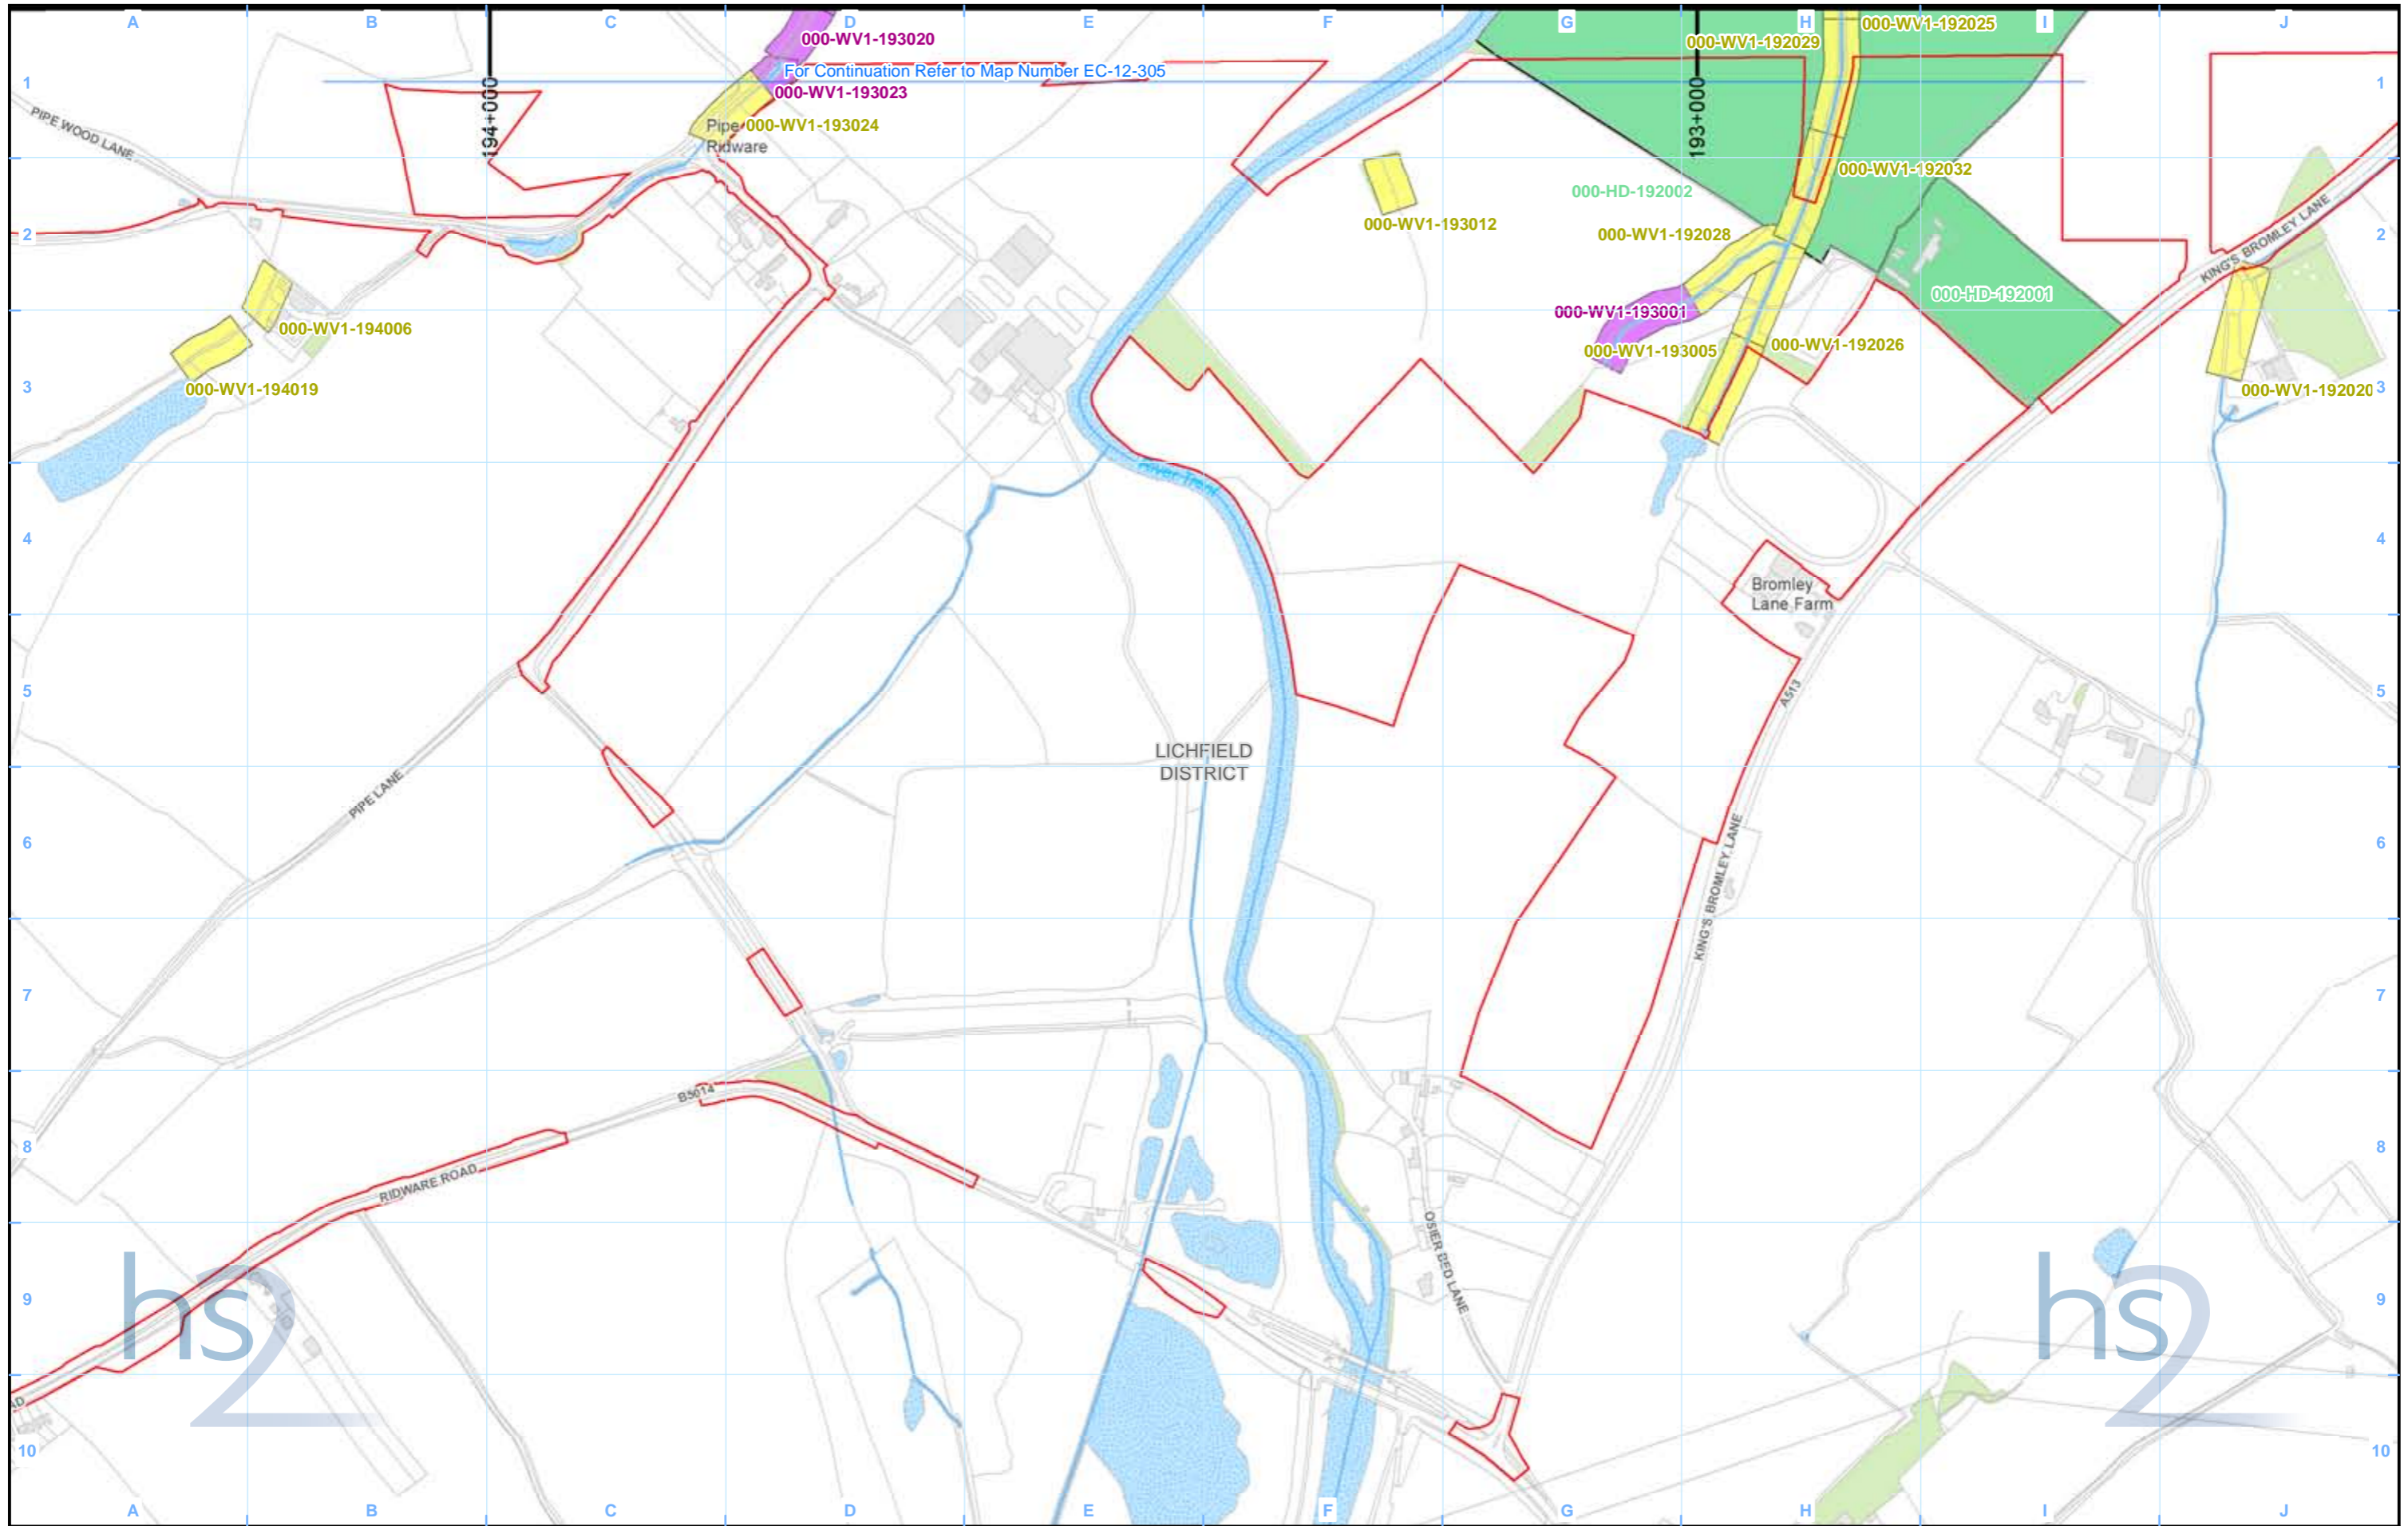 A B C D E F G H I J
000-WV1-193020
000-WV1-192029
000-WV1-192025
For Continuation Refer to Map Number EC-12-305
1 1
000-WV1-193023
194+000
193+000
PIPE WOOD LANE
000-WV1-193024
Pipe
Ridware
000-WV1-192032
000-HD-192002
000-WV1-193012
000-WV1-192028
2 2
KING'S BROMLEY LANE
000-HD-192001
000-WV1-193001
000-WV1-194006
000-WV1-193005
000-WV1-192026
000-WV1-194019
3 3
000-WV1-192020
River Trent
4 4
Bromley
Lane Farm
5 5
A513
LICHFIELD
DISTRICT
PIPE LANE
6 6
KING'S BROMLEY LANE
7 7
B5014
8 8
RIDWARE ROAD
OSIER BED LANE
9 9
hs2
hs2
AD
10 10
A B C D E F G H I J